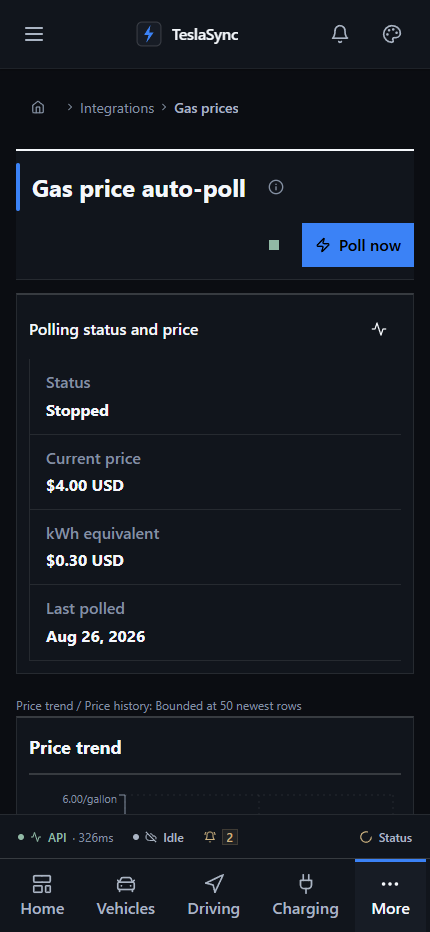 TeslaSync
Integrations
Gas prices
Gas price auto-poll
Poll now
Polling status and price
Status
Stopped
Current price
$4.00 USD
kWh equivalent
$0.30 USD
Last polled
Aug 26, 2026
Price trend / Price history: Bounded at 50 newest rows
Price trend
6.00/gallon
API · 326ms Idle 2 Status
Home Vehicles Driving Charging More